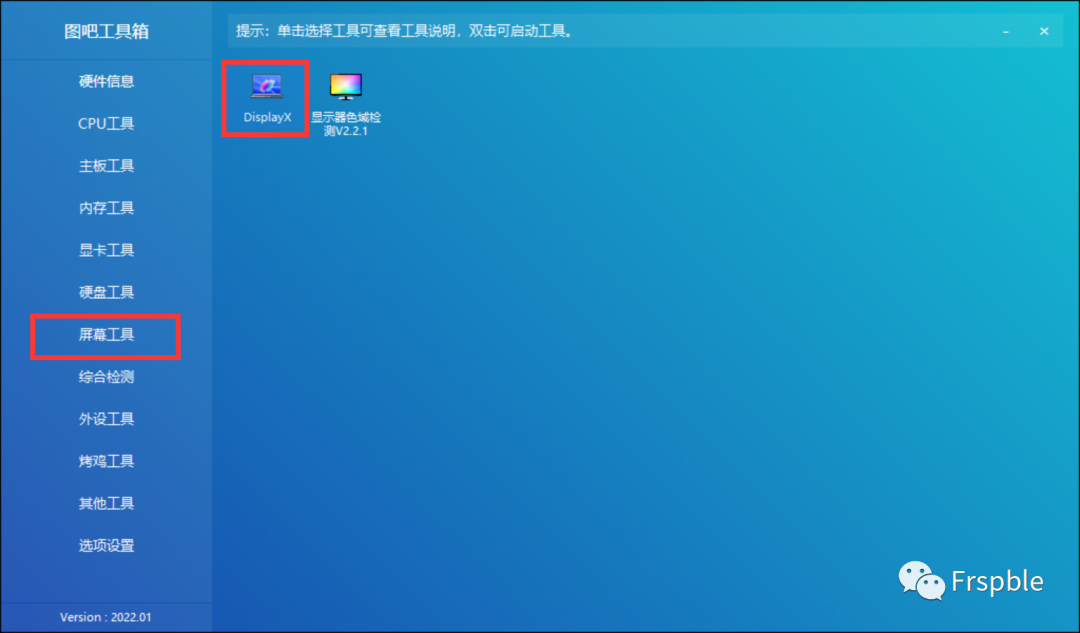 图吧工具箱
提示：单击选择工具可查看工具说明，双击可启动工具。
硬件信息
CPU工具
主板工具
内存工具
显卡工具
硬盘工具
屏幕工具
综合检测
外设工具
烤鸡工具
其他工具
选项设置
Version : 2022.01
DisplayX
显示器色域检
测V2.2.1
Frspble